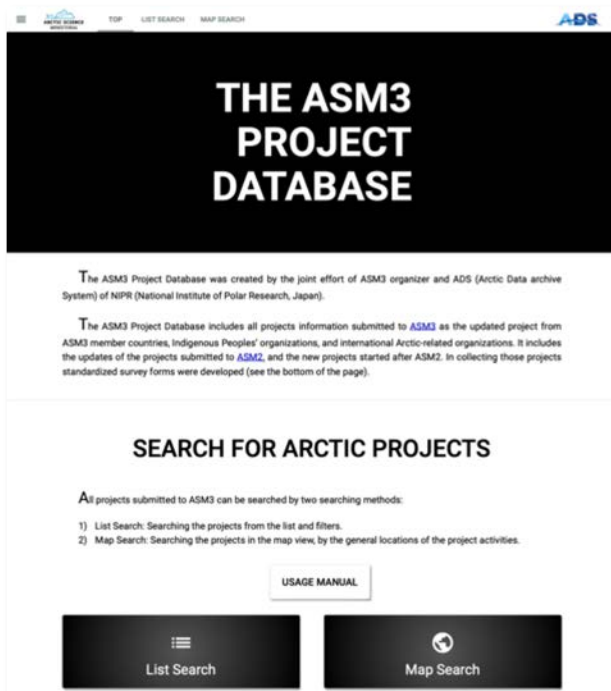 ARCTIC SCIENCE
MINISTERIAL
TOP LIST SEARCH MAP SEARCH
ADS
THE ASM3
PROJECT
DATABASE
The ASM3 Project Database was created by the joint effort of ASM3 organizer and ADS (Arctic Data archive
System) of NIPR (National Institute of Polar Research, Japan).
The ASM3 Project Database includes all projects information submitted to ASM3 as the updated project from
ASM3 member countries, Indigenous Peoples' organizations, and international Arctic-related organizations. It includes
the updates of the projects submitted to ASM2, and the new projects started after ASM2. In collecting those projects
standardized survey forms were developed (see the bottom of the page).
SEARCH FOR ARCTIC PROJECTS
All projects submitted to ASM3 can be searched by two searching methods:
1) List Search: Searching the projects from the list and filters.
2) Map Search: Searching the projects in the map view, by the general locations of the project activities.
USAGE MANUAL
List Search
Map Search